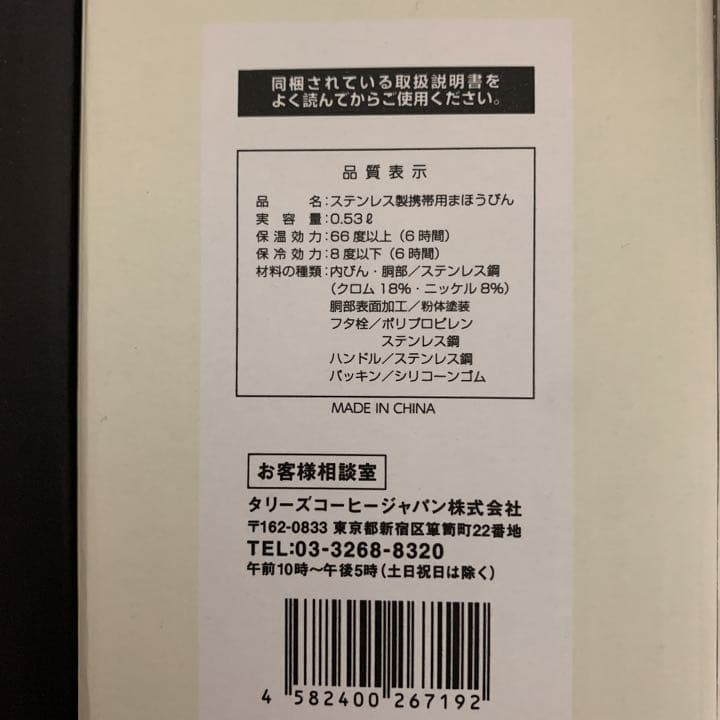 同梱されている取扱説明書を
よく読んでからご使用ください。
品質表示
品名：ステンレス製携帯用まほうびん
実容量：0.53ℓ
保温効力：66度以上（6時間）
保冷効力：8度以下（6時間）
材料の種類：内びん・胴部／ステンレス鋼
（クロム18%・ニッケル8%）
胴部表面加工／粉体塗装
フタ栓／ポリプロピレン
ステンレス鋼
ハンドル／ステンレス鋼
パッキン／シリコーンゴム
MADE IN CHINA
お客様相談室
タリーズコーヒージャパン株式会社
〒162-0833 東京都新宿区箪笥町22番地
TEL:03-3268-8320
午前10時〜午後5時（土日祝日は除く）
4 582400 267192